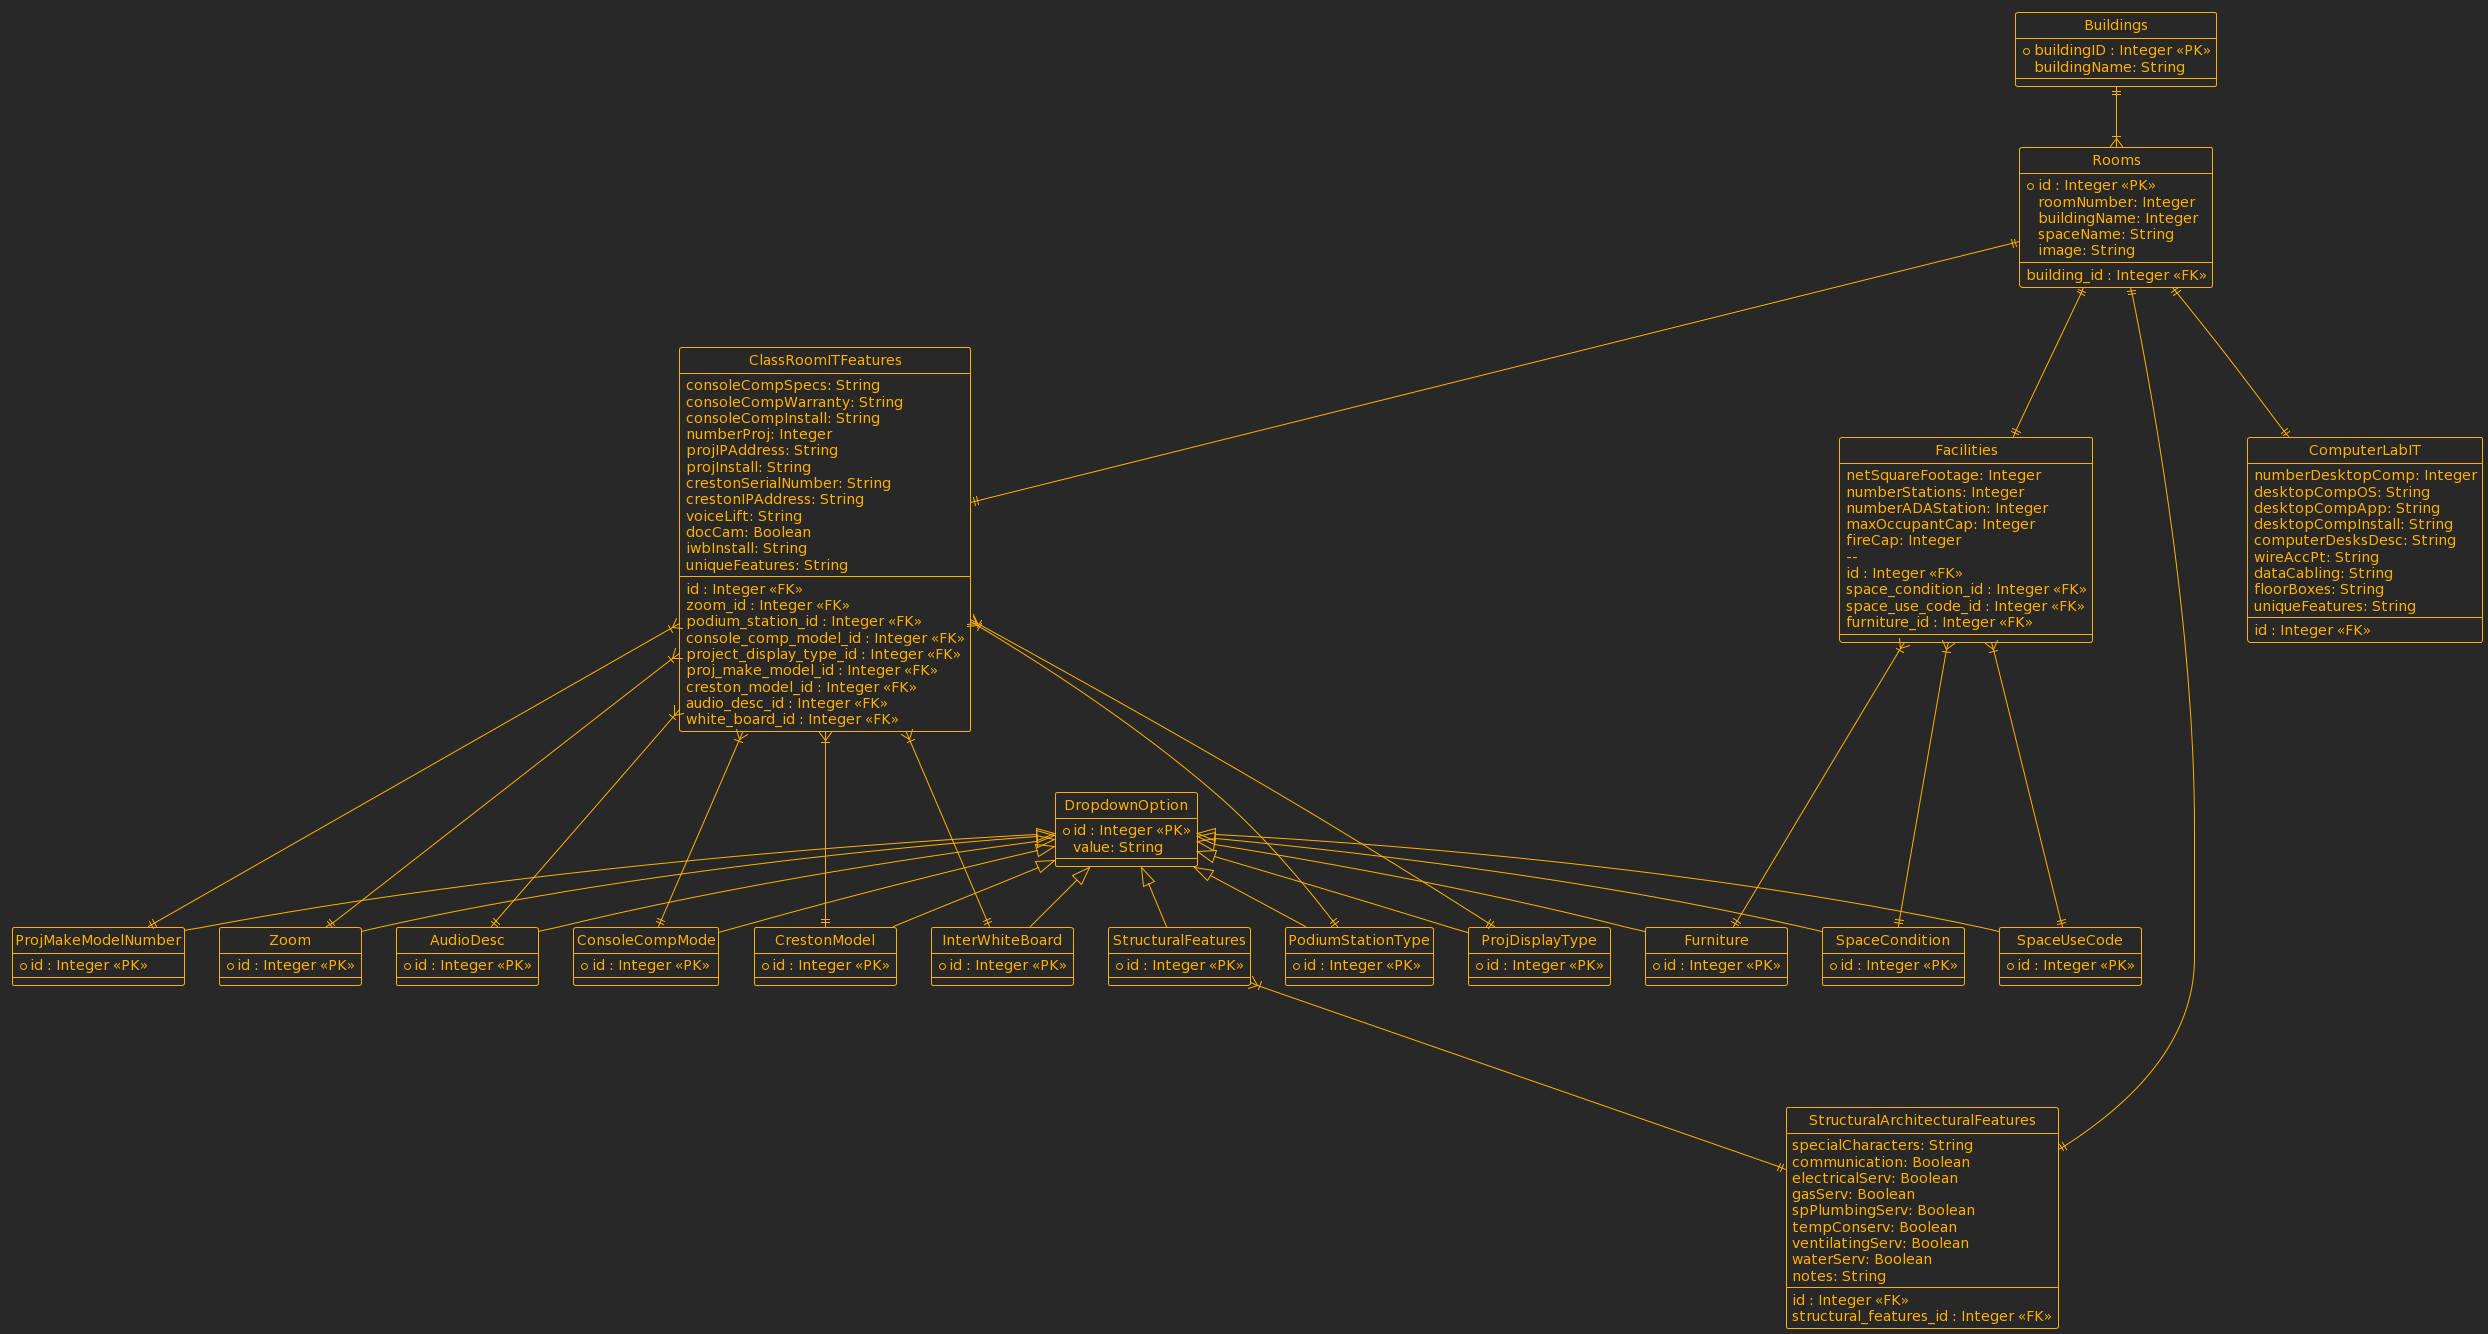 Buildings
buildingID : Integer «PK»
buildingName: String
Rooms
id : Integer «PK»
roomNumber: Integer
buildingName: Integer
spaceName: String
image: String
building_id : Integer «FK»
ClassRoomITFeatures
consoleCompSpecs: String
consoleCompWarranty: String
consoleCompInstall: String
numberProj: Integer
projIPAddress: String
projInstall: String
crestonSerialNumber: String
crestonIPAddress: String
voiceLift: String
docCam: Boolean
iwbInstall: String
uniqueFeatures: String
id : Integer «FK»
zoom_id : Integer «FK»
podium_station_id : Integer «FK»
console_comp_model_id : Integer «FK»
project_display_type_id : Integer «FK»
proj_make_model_id : Integer «FK»
creston_model_id : Integer «FK»
audio_desc_id : Integer «FK»
white_board_id : Integer «FK»
Facilities
netSquareFootage: Integer
numberStations: Integer
numberADAStation: Integer
maxOccupantCap: Integer
fireCap: Integer
--
id : Integer «FK»
space_condition_id : Integer «FK»
space_use_code_id : Integer «FK»
furniture_id : Integer «FK»
ComputerLabIT
numberDesktopComp: Integer
desktopCompOS: String
desktopCompApp: String
desktopCompInstall: String
computerDesksDesc: String
wireAccPt: String
dataCabling: String
floorBoxes: String
uniqueFeatures: String
id : Integer «FK»
DropdownOption
id : Integer «PK»
value: String
ProjMakeModelNumber
id : Integer «PK»
Zoom
id : Integer «PK»
AudioDesc
id : Integer «PK»
ConsoleCompMode
id : Integer «PK»
CrestonModel
id : Integer «PK»
InterWhiteBoard
id : Integer «PK»
StructuralFeatures
id : Integer «PK»
PodiumStationType
id : Integer «PK»
ProjDisplayType
id : Integer «PK»
Furniture
id : Integer «PK»
SpaceCondition
id : Integer «PK»
SpaceUseCode
id : Integer «PK»
StructuralArchitecturalFeatures
specialCharacters: String
communication: Boolean
electricalServ: Boolean
gasServ: Boolean
spPlumbingServ: Boolean
tempConserv: Boolean
ventilatingServ: Boolean
waterServ: Boolean
notes: String
id : Integer «FK»
structural_features_id : Integer «FK»